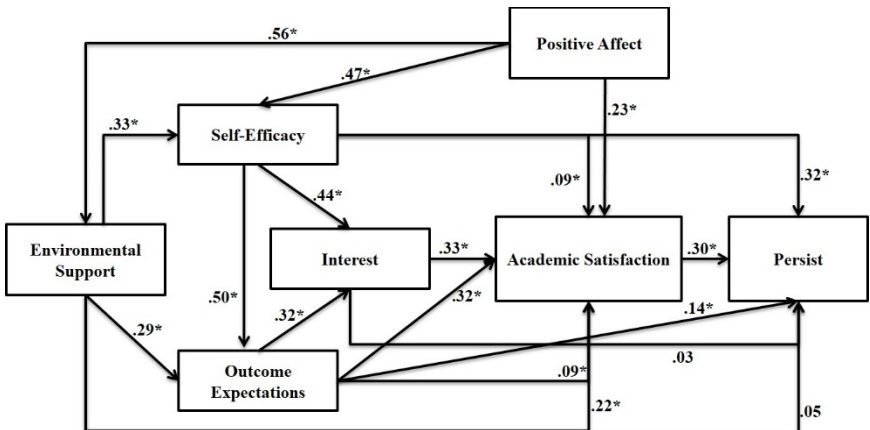 .56*
Positive Affect
.47*
.23*
.33*
Self-Efficacy
.44*
.09*
.32*
Environmental
Support
Interest
.33*
Academic Satisfaction
.30*
Persist
.50*
.32*
.32*
.14*
.29*
Outcome
Expectations
.09*
.03
.22*
.05